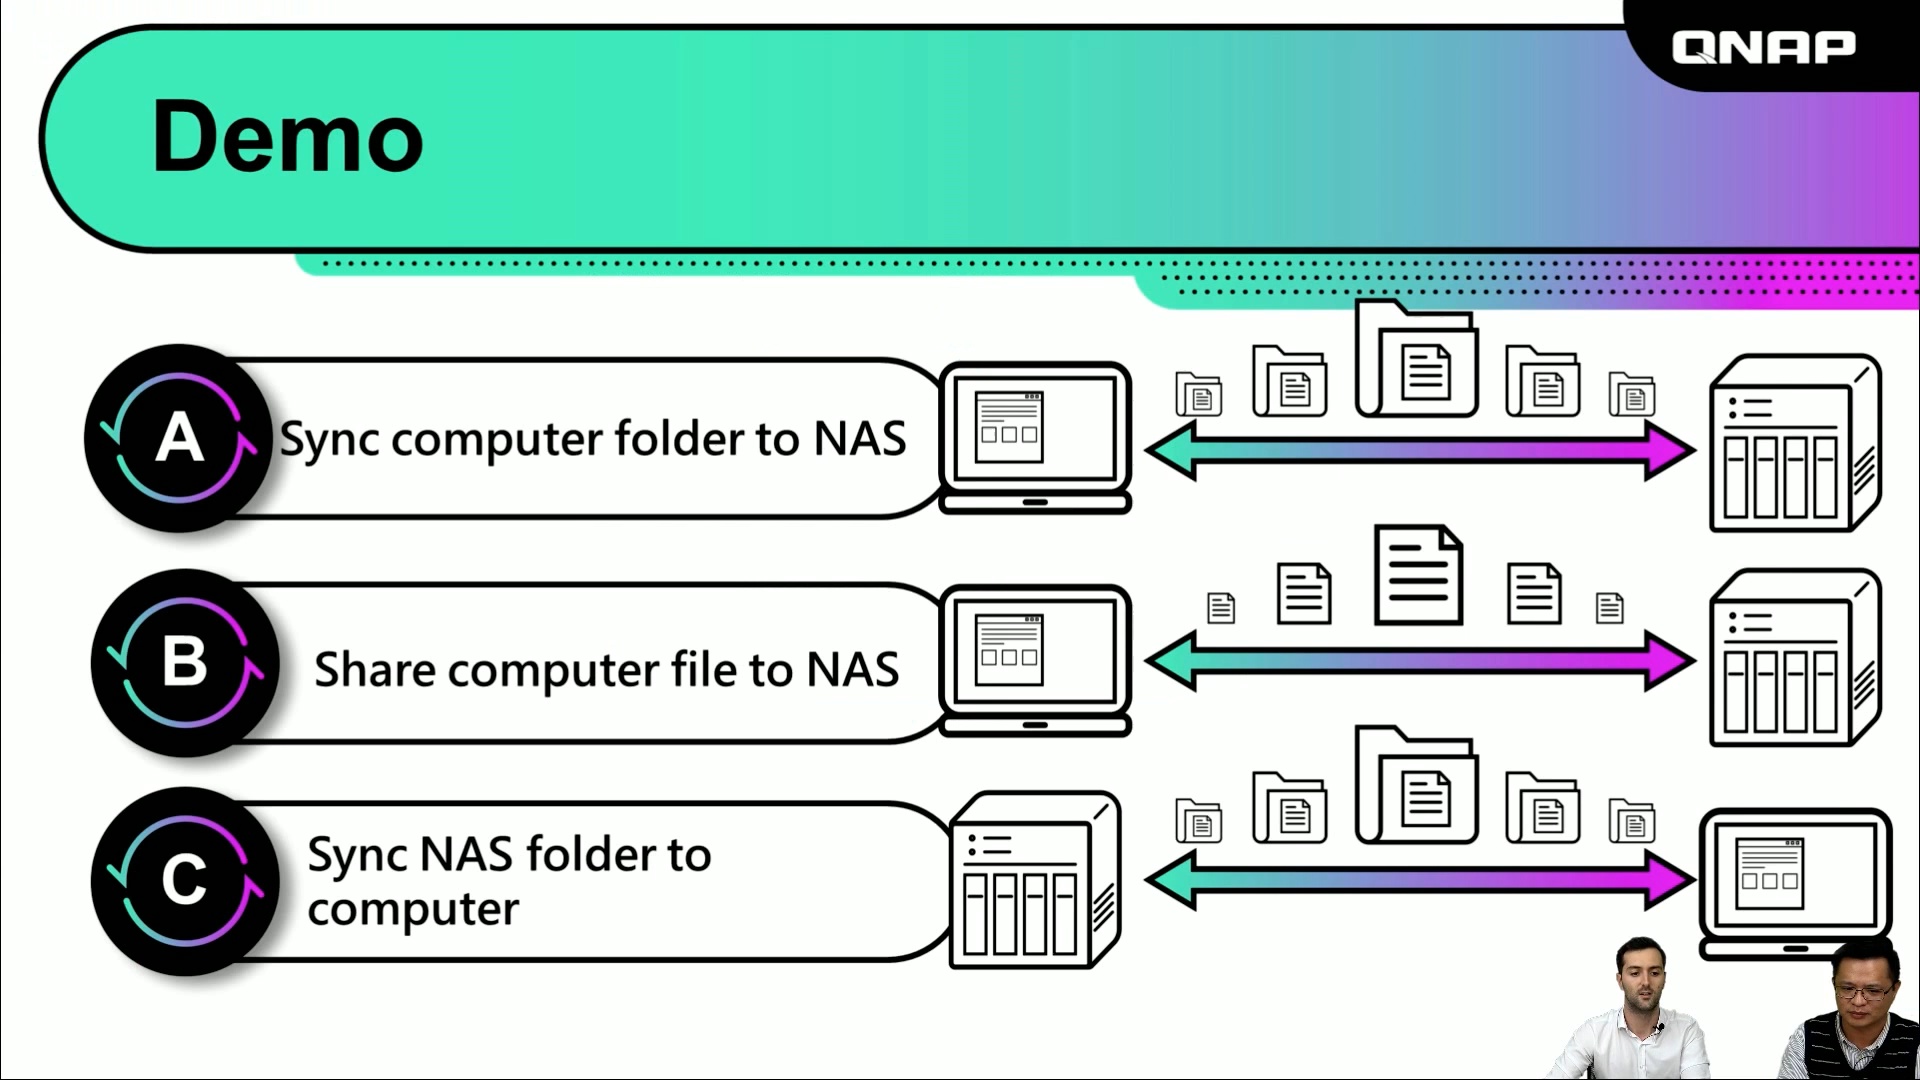 QNAP
Demo
A
Sync computer folder to NAS
B
Share computer file to NAS
C
Sync NAS folder to
computer